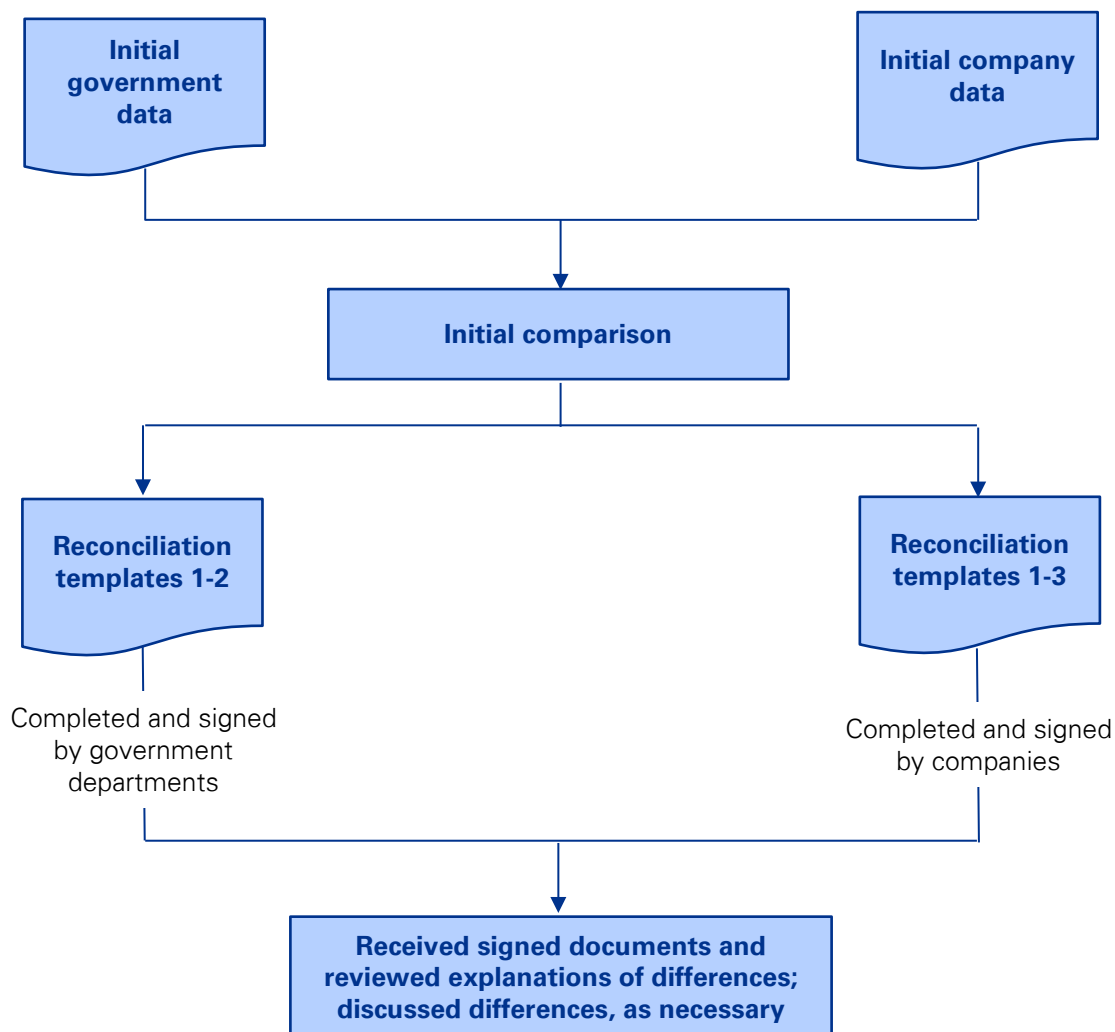 Initial
government
data
Initial company
data
Initial comparison
Reconciliation
templates 1-2
Reconciliation
templates 1-3
Completed and signed
by government
departments
Completed and signed
by companies
Received signed documents and
reviewed explanations of differences;
discussed differences, as necessary